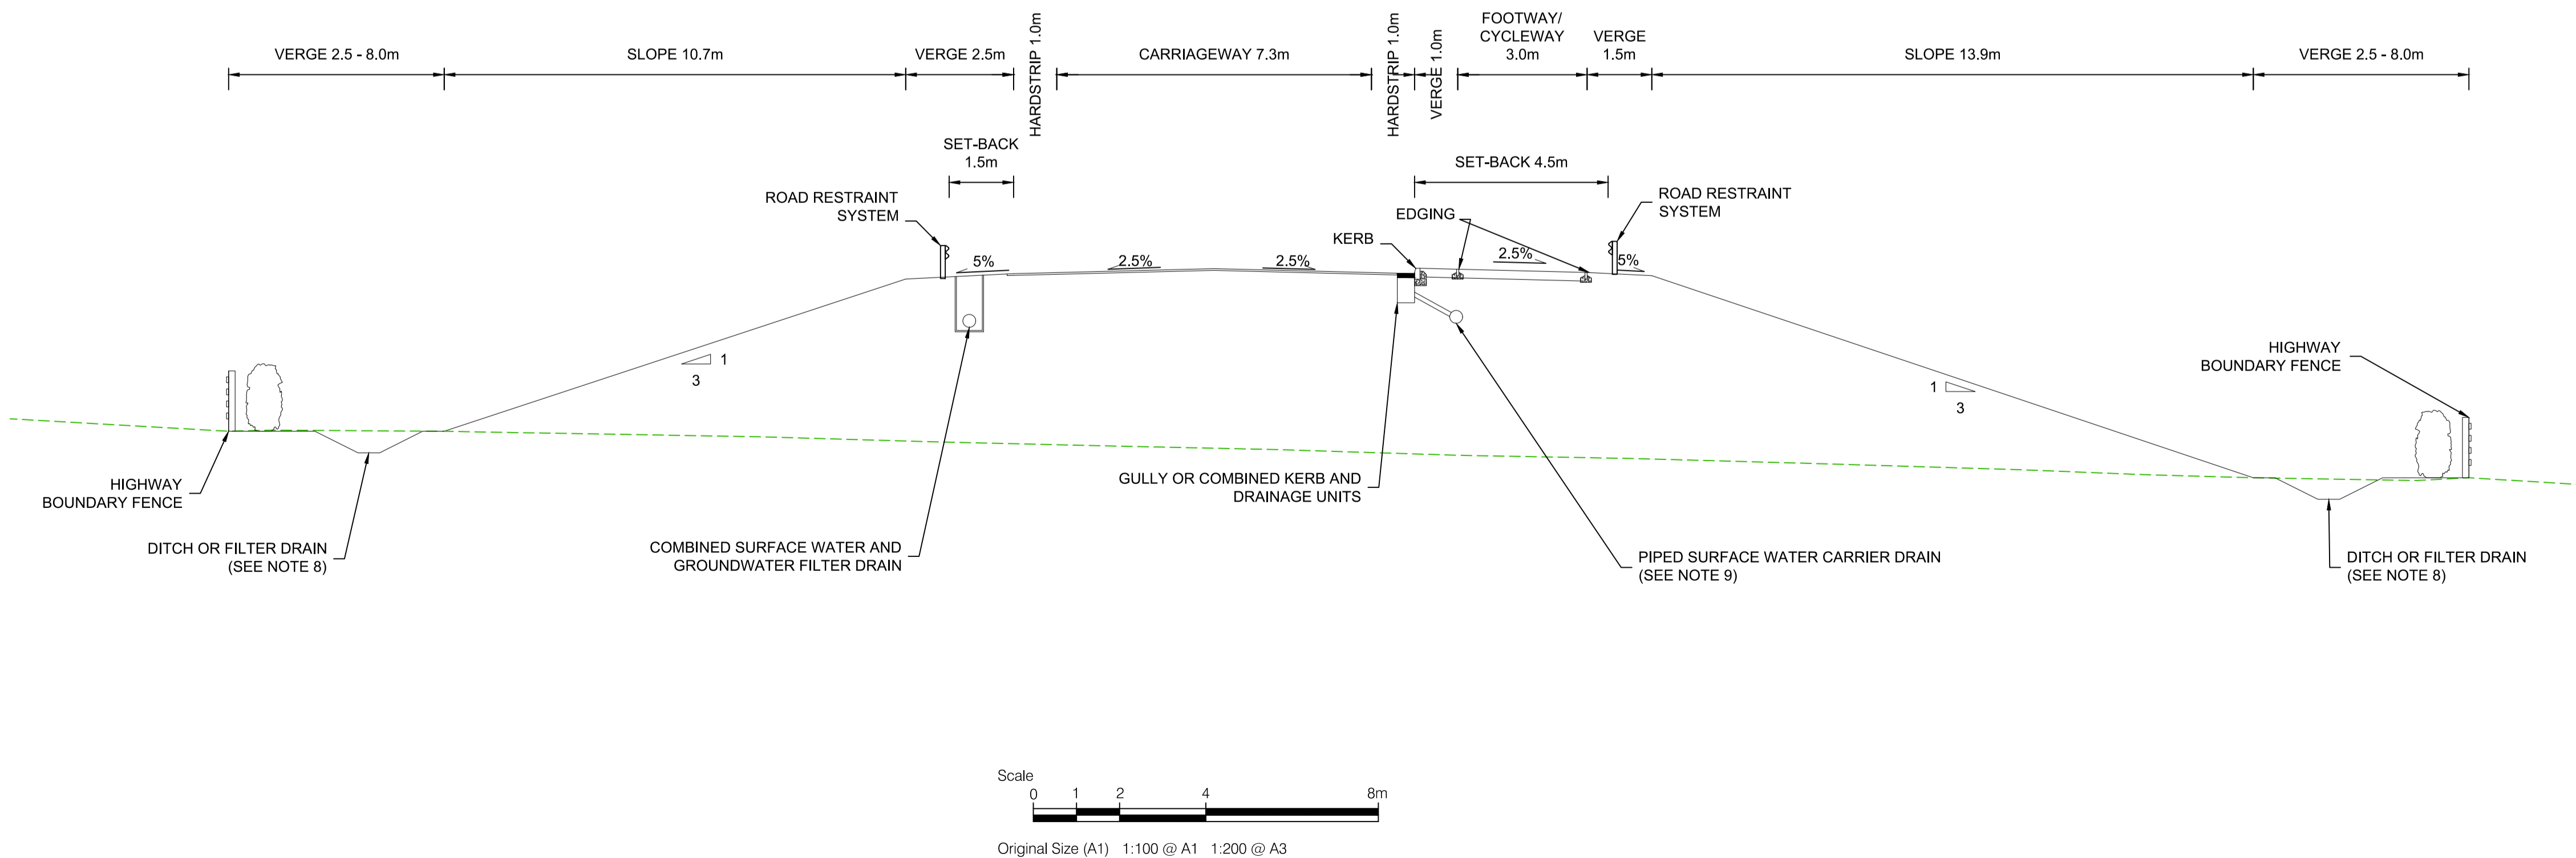 VERGE 2.5 - 8.0m
SLOPE 10.7m
VERGE 2.5m
HARDSTRIP 1.0m
CARRIAGEWAY 7.3m
HARDSTRIP 1.0m
VERGE 1.0m
FOOTWAY/
CYCLEWAY
3.0m
VERGE
1.5m
SLOPE 13.9m
VERGE 2.5 - 8.0m
SET-BACK
1.5m
SET-BACK 4.5m
ROAD RESTRAINT
SYSTEM
ROAD RESTRAINT
SYSTEM
EDGING
KERB
5%
2.5%
2.5%
2.5%
5%
1
3
1
3
HIGHWAY
BOUNDARY FENCE
HIGHWAY
BOUNDARY FENCE
GULLY OR COMBINED KERB AND
DRAINAGE UNITS
DITCH OR FILTER DRAIN
(SEE NOTE 8)
COMBINED SURFACE WATER AND
GROUNDWATER FILTER DRAIN
PIPED SURFACE WATER CARRIER DRAIN
(SEE NOTE 9)
DITCH OR FILTER DRAIN
(SEE NOTE 8)
Scale
0 1 2 4 8m
Original Size (A1) 1:100 @ A1 1:200 @ A3